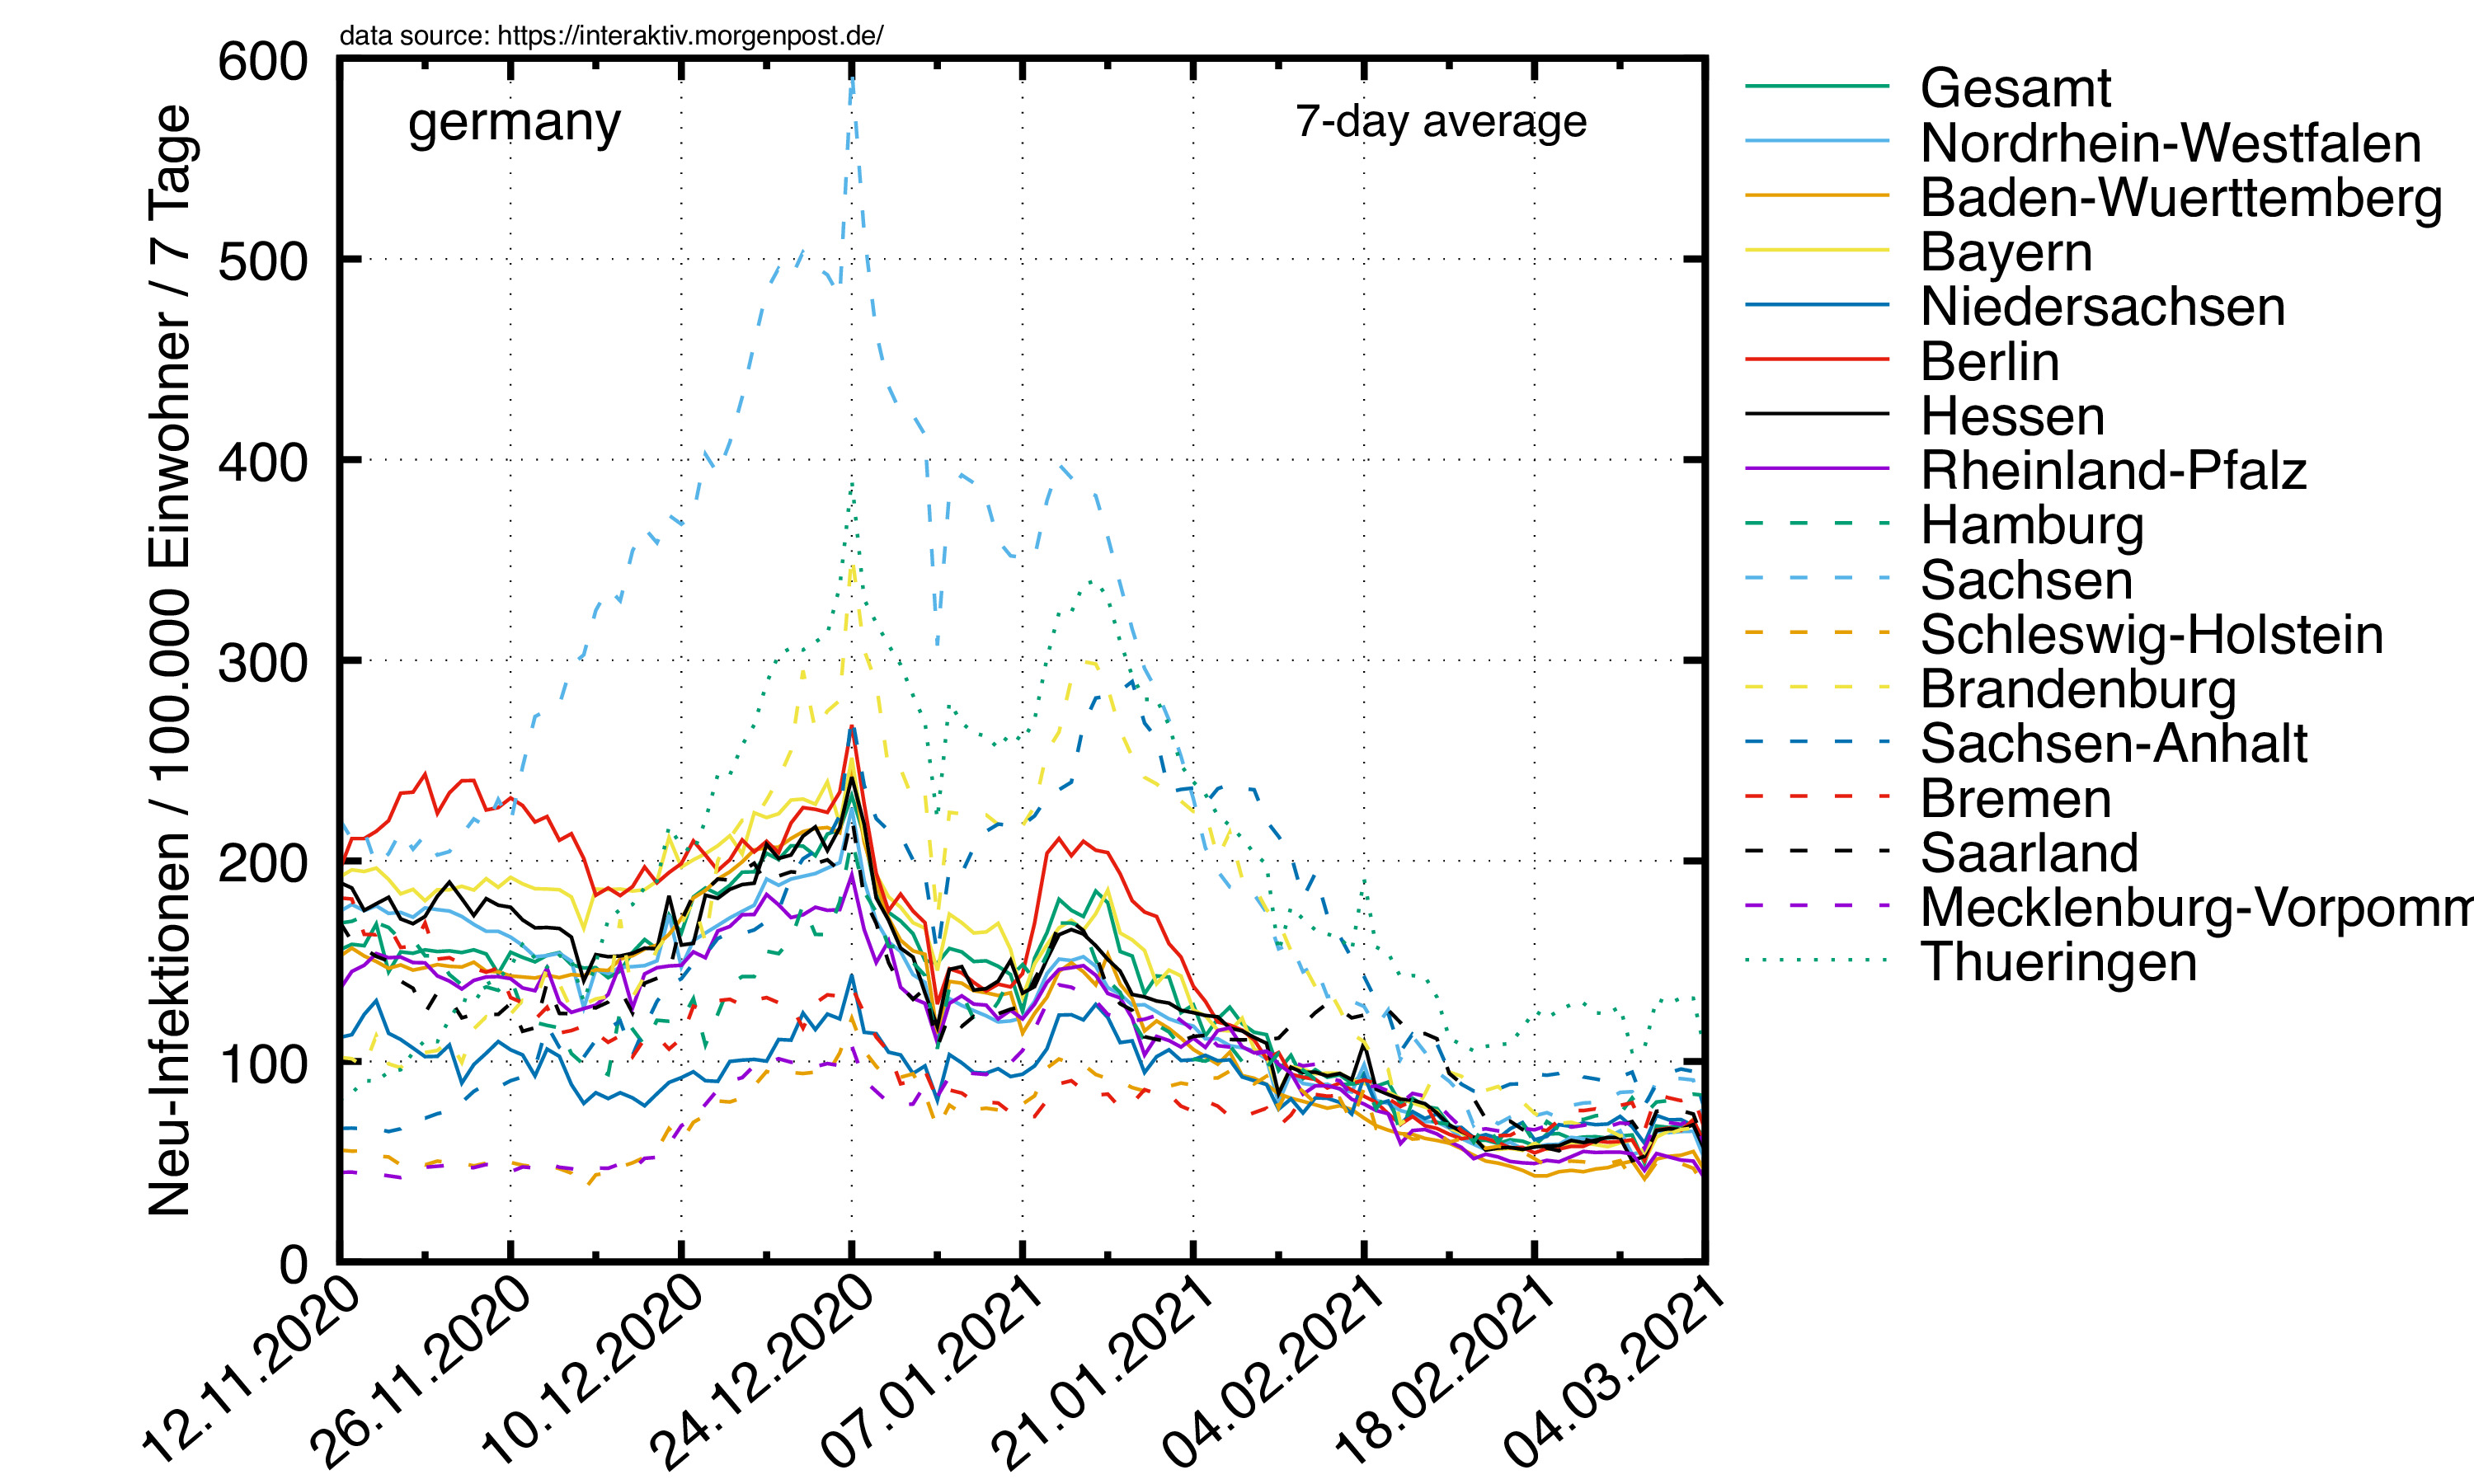 data source: https://interaktiv.morgenpost.de/
germany
7-day average
Neu-Infektionen / 100.000 Einwohner / 7 Tage
600
500
400
300
200
100
0
12.11.2020
26.11.2020
10.12.2020
24.12.2020
07.01.2021
21.01.2021
04.02.2021
18.02.2021
04.03.2021
Gesamt
Nordrhein-Westfalen
Baden-Wuerttemberg
Bayern
Niedersachsen
Berlin
Hessen
Rheinland-Pfalz
Hamburg
Sachsen
Schleswig-Holstein
Brandenburg
Sachsen-Anhalt
Bremen
Saarland
Mecklenburg-Vorpomm
Thueringen